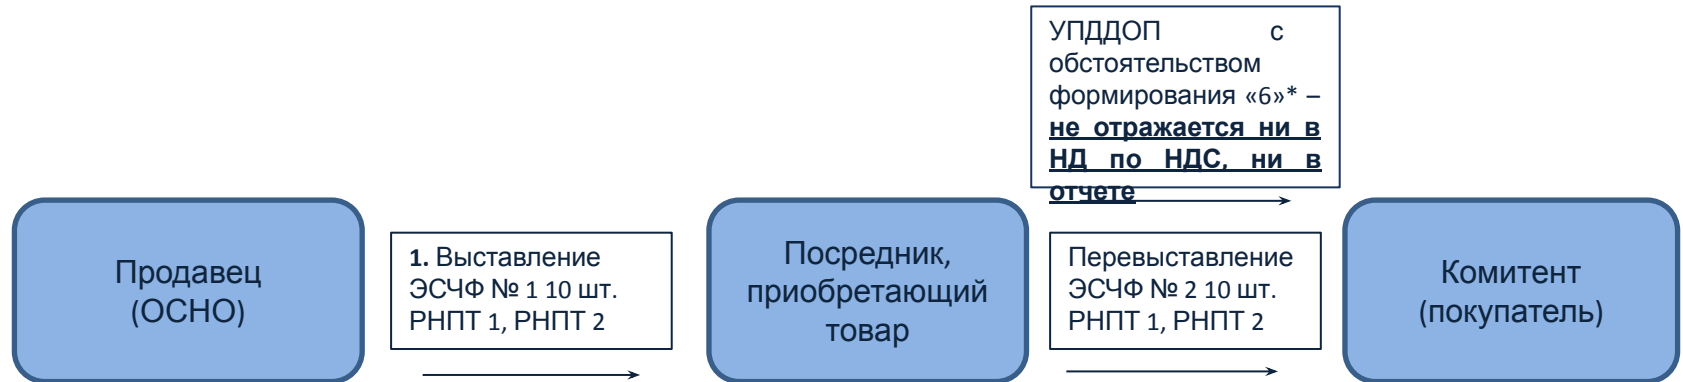 УПДДОП с
обстоятельством
формирования «6»* –
не отражается ни в
НД по НДС, ни в
отчете
Продавец
(ОСНО)
1. Выставление
ЭСЧФ № 1 10 шт.
РНПТ 1, РНПТ 2
Посредник,
приобретающий
товар
Перевыставление
ЭСЧФ № 2 10 шт.
РНПТ 1, РНПТ 2
Комитент
(покупатель)